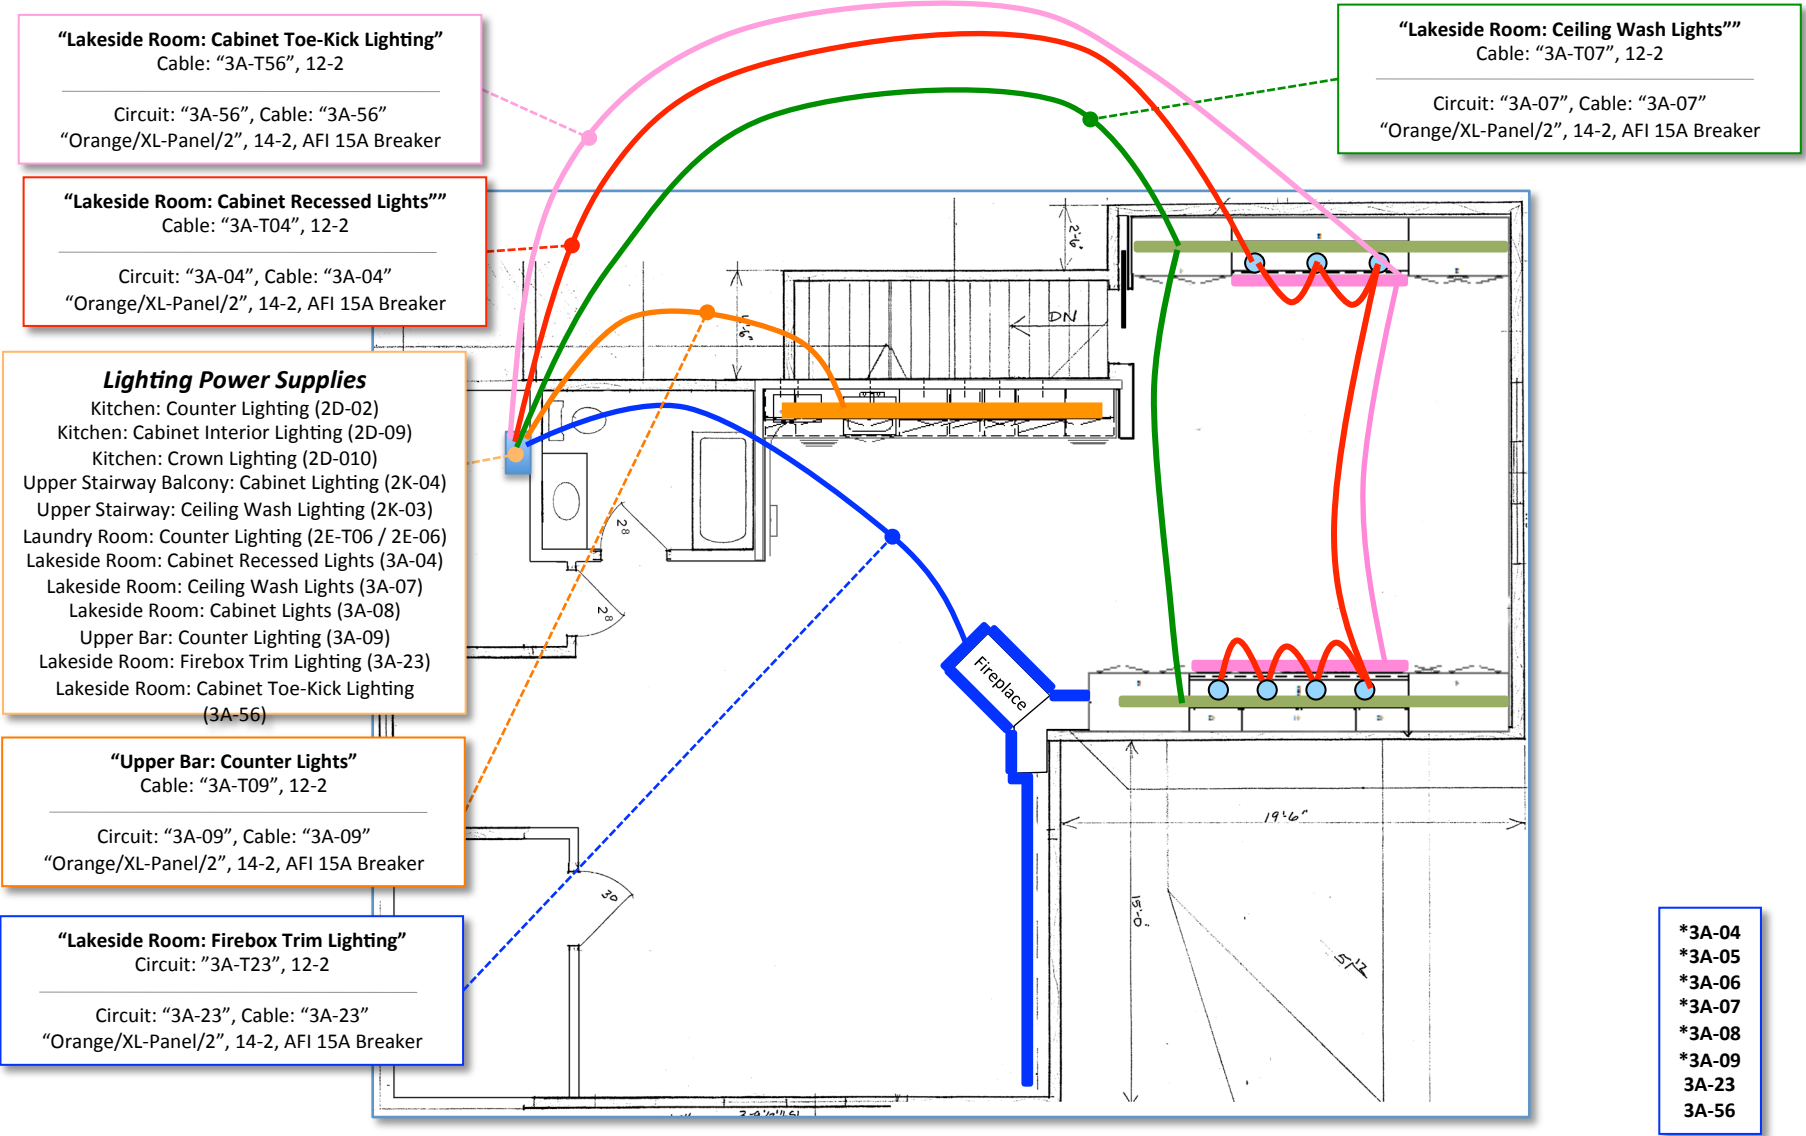 “Lakeside Room: Cabinet Toe-Kick Lighting”
Cable: “3A-T56”, 12-2
Circuit: “3A-56”, Cable: “3A-56”
“Orange/XL-Panel/2”, 14-2, AFI 15A Breaker
“Lakeside Room: Ceiling Wash Lights””
Cable: “3A-T07”, 12-2
Circuit: “3A-07”, Cable: “3A-07”
“Orange/XL-Panel/2”, 14-2, AFI 15A Breaker
“Lakeside Room: Cabinet Recessed Lights””
Cable: “3A-T04”, 12-2
Circuit: “3A-04”, Cable: “3A-04”
“Orange/XL-Panel/2”, 14-2, AFI 15A Breaker
Lighting Power Supplies
Kitchen: Counter Lighting (2D-02)
Kitchen: Cabinet Interior Lighting (2D-09)
Kitchen: Crown Lighting (2D-010)
Upper Stairway Balcony: Cabinet Lighting (2K-04)
Upper Stairway: Ceiling Wash Lighting (2K-03)
Laundry Room: Counter Lighting (2E-T06 / 2E-06)
Lakeside Room: Cabinet Recessed Lights (3A-04)
Lakeside Room: Ceiling Wash Lights (3A-07)
Lakeside Room: Cabinet Lights (3A-08)
Upper Bar: Counter Lighting (3A-09)
Lakeside Room: Firebox Trim Lighting (3A-23)
Lakeside Room: Cabinet Toe-Kick Lighting
(3A-56)
“Upper Bar: Counter Lights”
Cable: “3A-T09”, 12-2
Circuit: “3A-09”, Cable: “3A-09”
“Orange/XL-Panel/2”, 14-2, AFI 15A Breaker
“Lakeside Room: Firebox Trim Lighting”
Circuit: ”3A-T23”, 12-2
Circuit: “3A-23”, Cable: “3A-23”
“Orange/XL-Panel/2”, 14-2, AFI 15A Breaker
2'-6"
DN
28
28
30
Fireplace
19'-6"
15'-0"
*3A-04
*3A-05
*3A-06
*3A-07
*3A-08
*3A-09
3A-23
3A-56